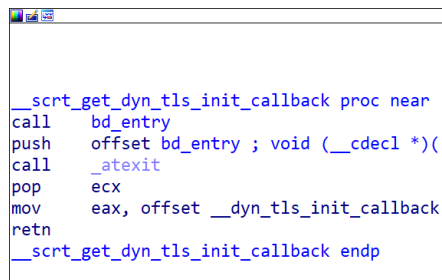 __scrt_get_dyn_tls_init_callback proc near
call bd_entry
push offset bd_entry ; void (__cdecl *)(
call _atexit
pop ecx
mov eax, offset __dyn_tls_init_callback
retn
__scrt_get_dyn_tls_init_callback endp